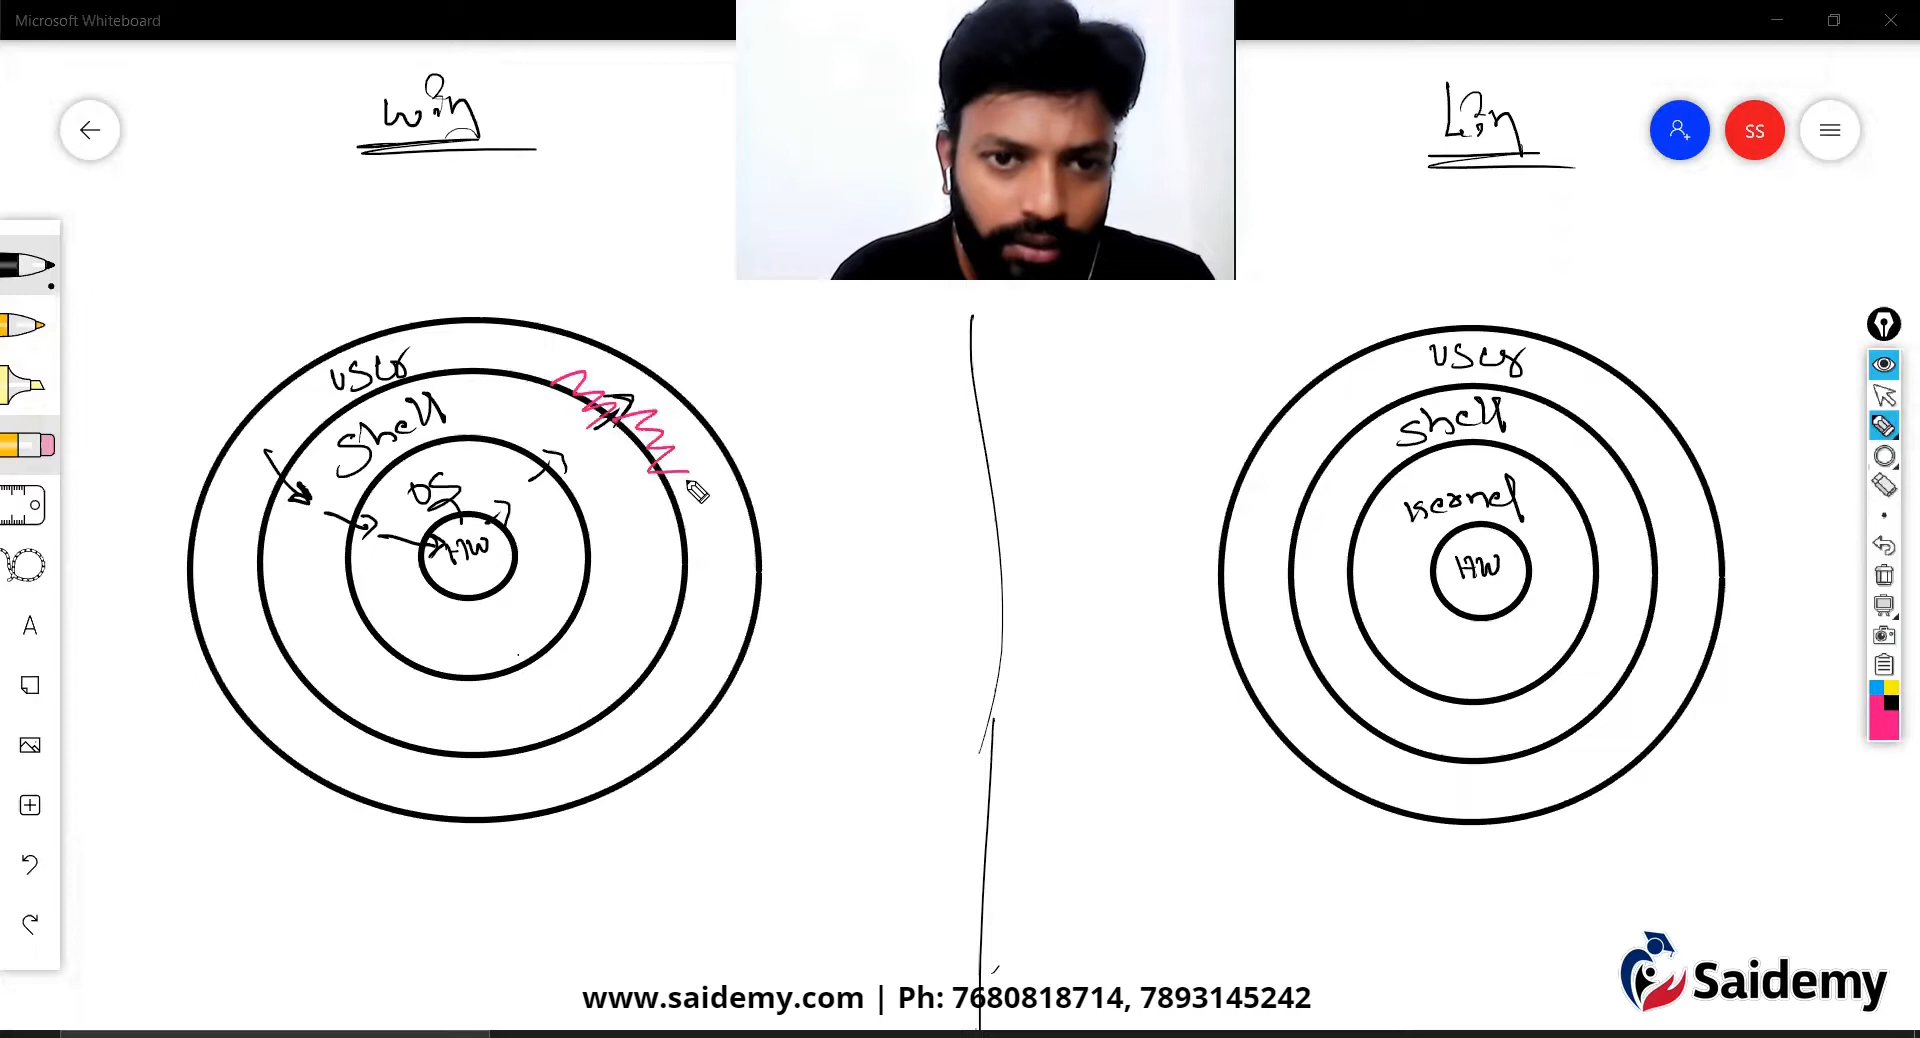 Microsoft Whiteboard
Win
Lin
SS
user
shell
OS
HW
user
shell
kernel
HW
A
www.saidemy.com | Ph: 7680818714, 7893145242
Saidemy